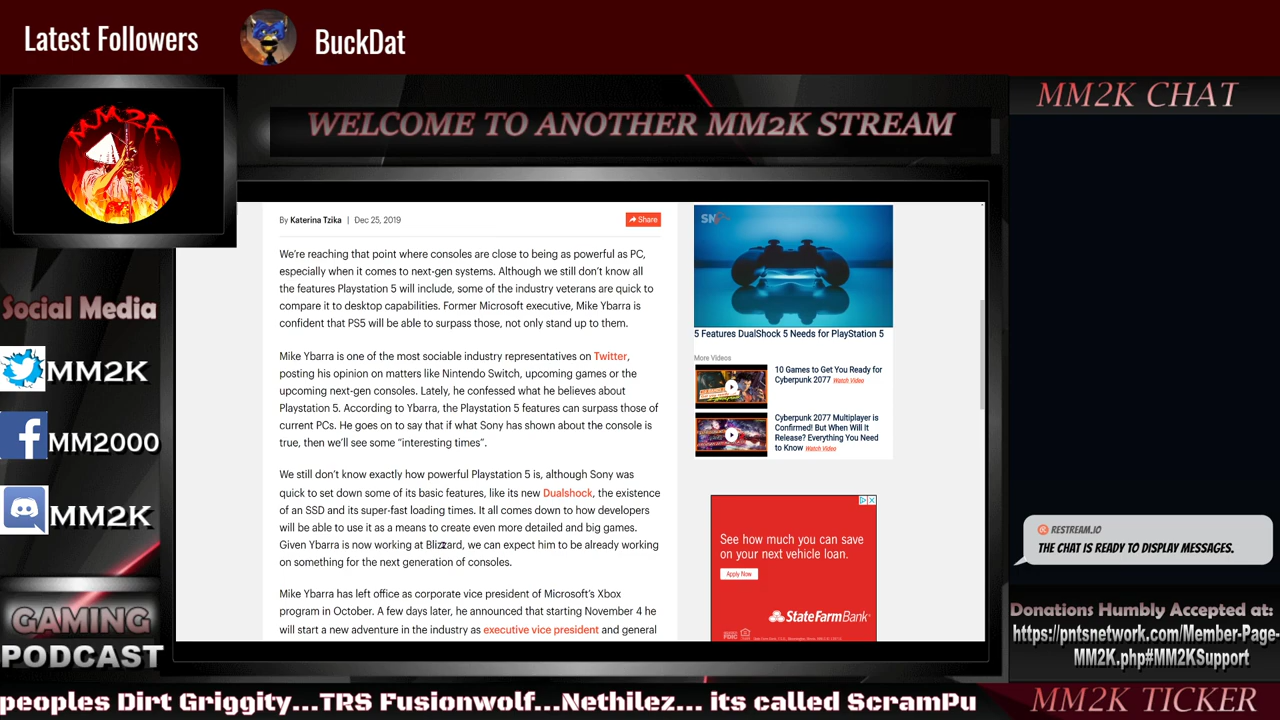 Latest Followers
BuckDat
MM2K CHAT
MM2K
WELCOME TO ANOTHER MM2K STREAM
By Katerina Tzika | Dec 25, 2019
Share
We're reaching that point where consoles are close to being as powerful as PC,
especially when it comes to next-gen systems. Although we still don't know all
the features Playstation 5 will include, some of the industry veterans are quick to
compare it to desktop capabilities. Former Microsoft executive, Mike Ybarra is
confident that PS5 will be able to surpass those, not only stand up to them.
Mike Ybarra is one of the most sociable industry representatives on Twitter,
posting his opinion on matters like Nintendo Switch, upcoming games or the
upcoming next-gen consoles. Lately, he confessed what he believes about
Playstation 5. According to Ybarra, the Playstation 5 features can surpass those of
current PCs. He goes on to say that if what Sony has shown about the console is
true, then we'll see some "interesting times".
We still don't know exactly how powerful Playstation 5 is, although Sony was
quick to set down some of its basic features, like its new Dualshock, the existence
of an SSD and its super-fast loading times. It all comes down to how developers
will be able to use it as a means to create even more detailed and big games.
Given Ybarra is now working at Blizzard, we can expect him to be already working
on something for the next generation of consoles.
Mike Ybarra has left office as corporate vice president of Microsoft's Xbox
program in October. A few days later, he announced that starting November 4 he
will start a new adventure in the industry as executive vice president and general
5 Features DualShock 5 Needs for PlayStation 5
More Videos
10 Games to Get You Ready for
Cyberpunk 2077 Watch Video
Cyberpunk 2077 Multiplayer is
Confirmed! But When Will It
Release? Everything You Need
to Know Watch Video
See how much you can save
on your next vehicle loan.
Apply Now
StateFarm Bank
Social Media
MM2K
MM2000
MM2K
GAMING
PODCAST
RESTREAM.IO
THE CHAT IS READY TO DISPLAY MESSAGES.
Donations Humbly Accepted at:
https://pntsnetwork.com/Member-Page-
MM2K.php#MM2KSupport
peoples Dirt Griggity...TRS Fusionwolf...Nethilez... its called ScramPu
MM2K TICKER